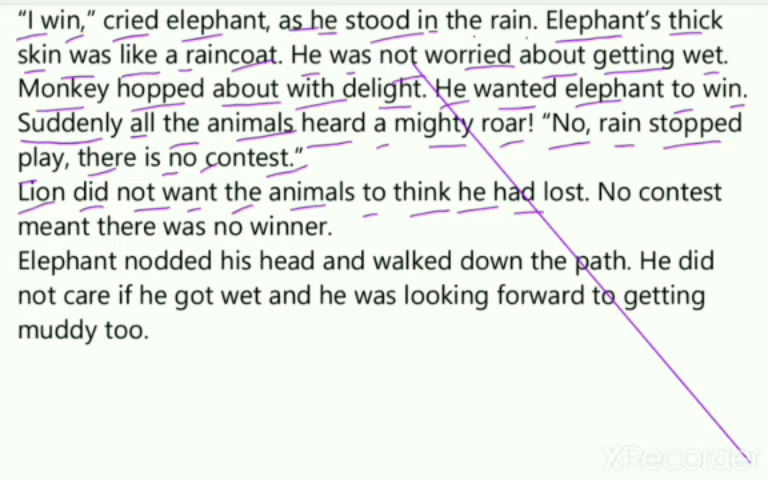 “I win,” cried elephant, as he stood in the rain. Elephant’s thick
skin was like a raincoat. He was not worried about getting wet.
Monkey hopped about with delight. He wanted elephant to win.
Suddenly all the animals heard a mighty roar! “No, rain stopped
play, there is no contest.”
Lion did not want the animals to think he had lost. No contest
meant there was no winner.
Elephant nodded his head and walked down the path. He did
not care if he got wet and he was looking forward to getting
muddy too.
XRecorder